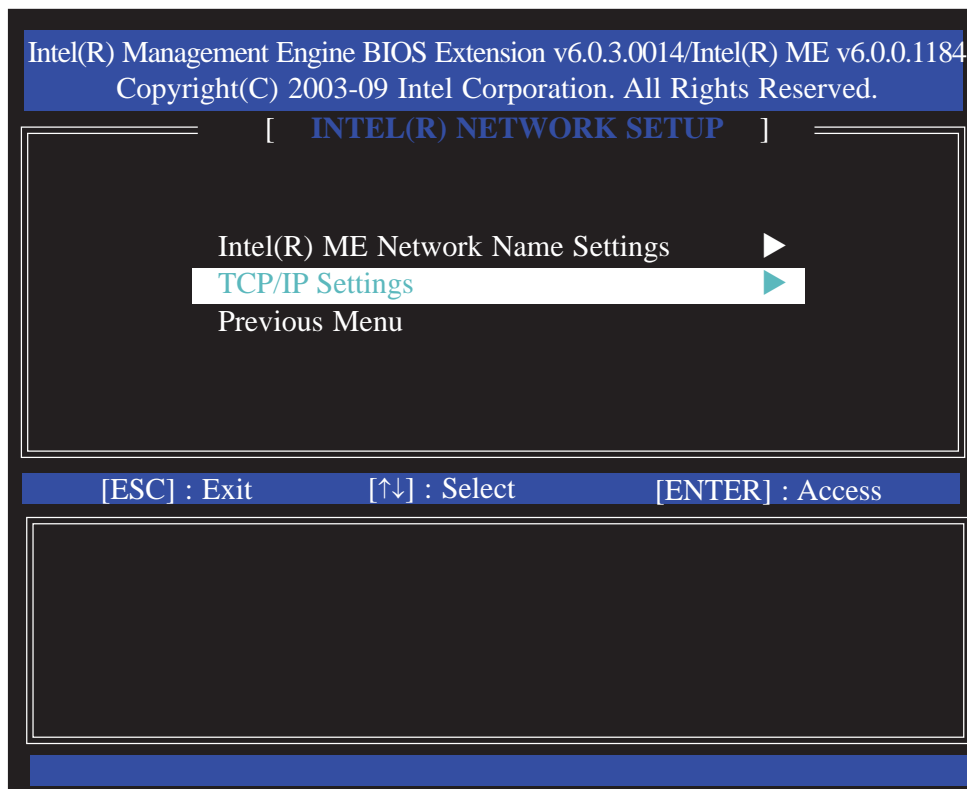 Intel(R) Management Engine BIOS Extension v6.0.3.0014/Intel(R) ME v6.0.0.1184
Copyright(C) 2003-09 Intel Corporation. All Rights Reserved.
[ INTEL(R) NETWORK SETUP ]
Intel(R) ME Network Name Settings ▶
TCP/IP Settings ▶
Previous Menu
[ESC] : Exit [↑↓] : Select [ENTER] : Access